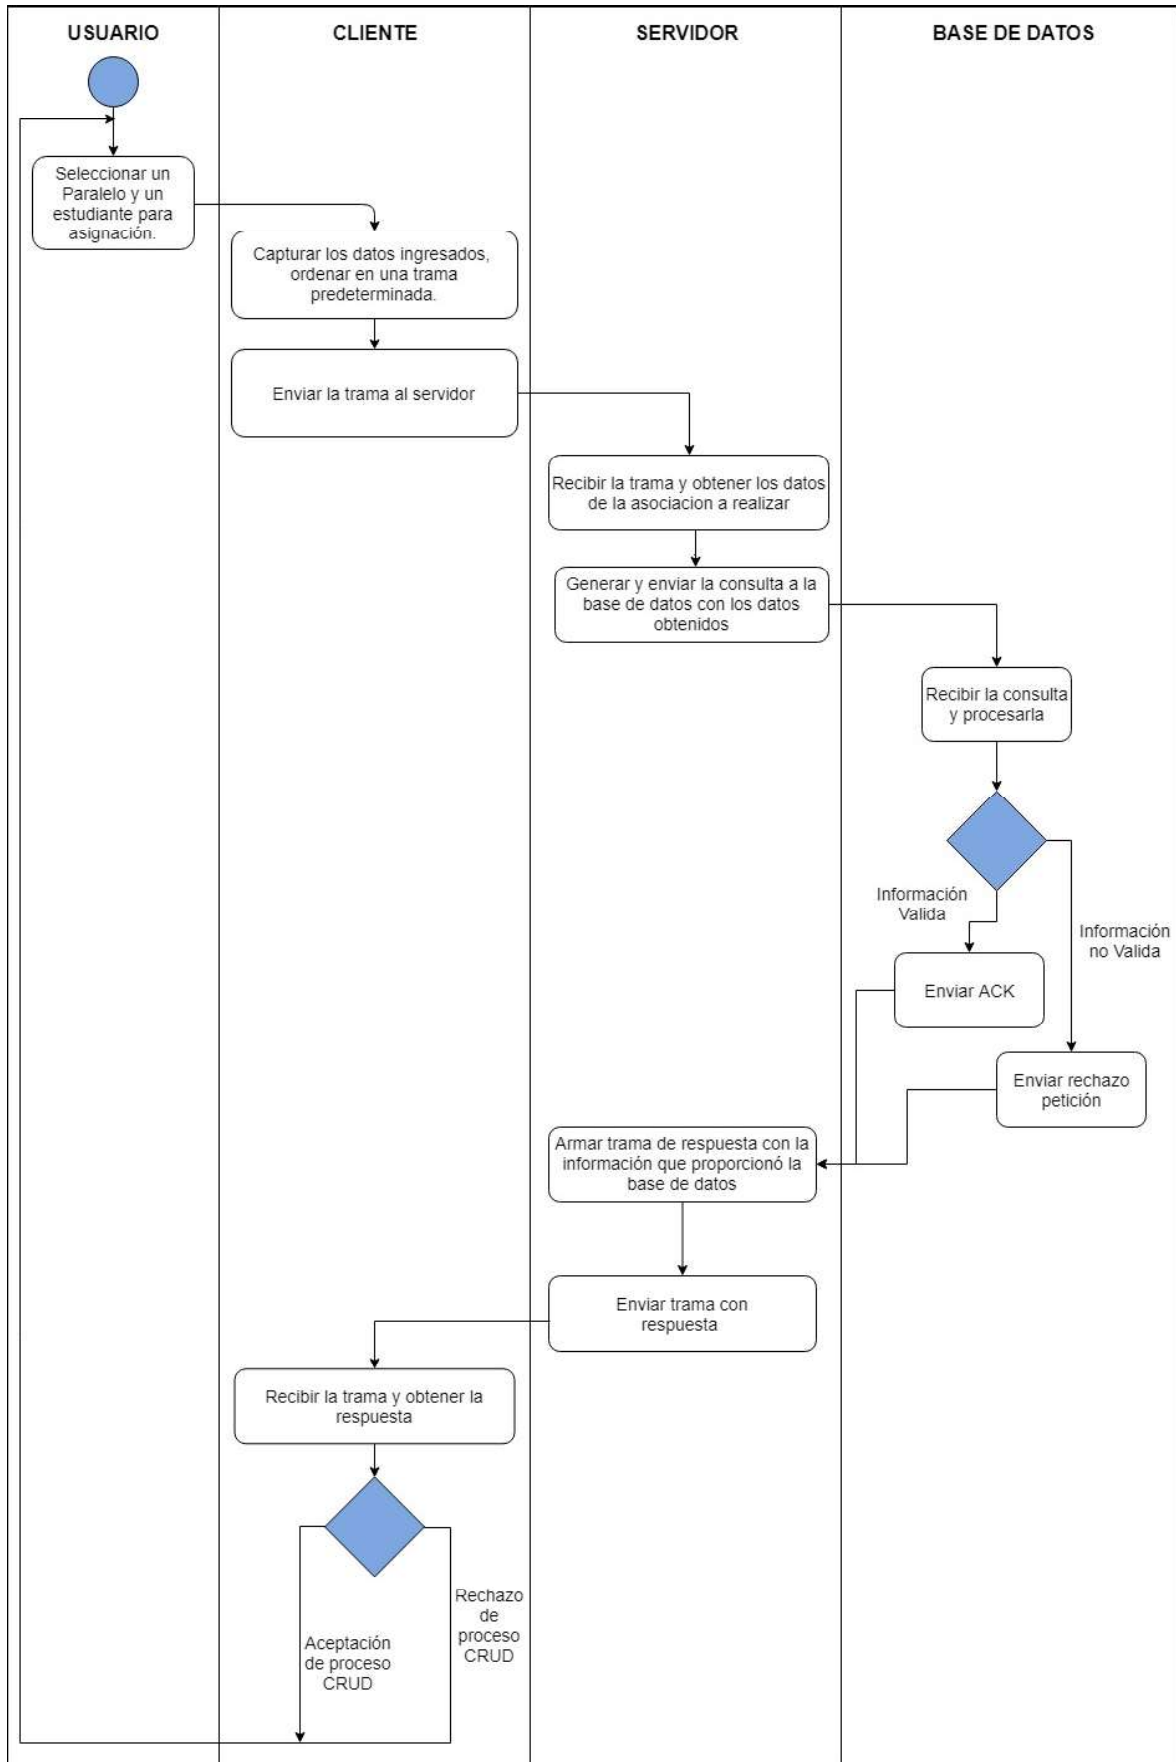 USUARIO
CLIENTE
SERVIDOR
BASE DE DATOS
Seleccionar un
Paralelo y un
estudiante para
asignación.
Capturar los datos ingresados,
ordenar en una trama
predeterminada.
Enviar la trama al servidor
Recibir la trama y obtener los datos
de la asociacion a realizar
Generar y enviar la consulta a la
base de datos con los datos
obtenidos
Recibir la consulta
y procesarla
Información
Valida
Información
no Valida
Enviar ACK
Enviar rechazo
petición
Armar trama de respuesta con la
información que proporcionó la
base de datos
Enviar trama con
respuesta
Recibir la trama y obtener la
respuesta
Rechazo
de
proceso
CRUD
Aceptación
de proceso
CRUD